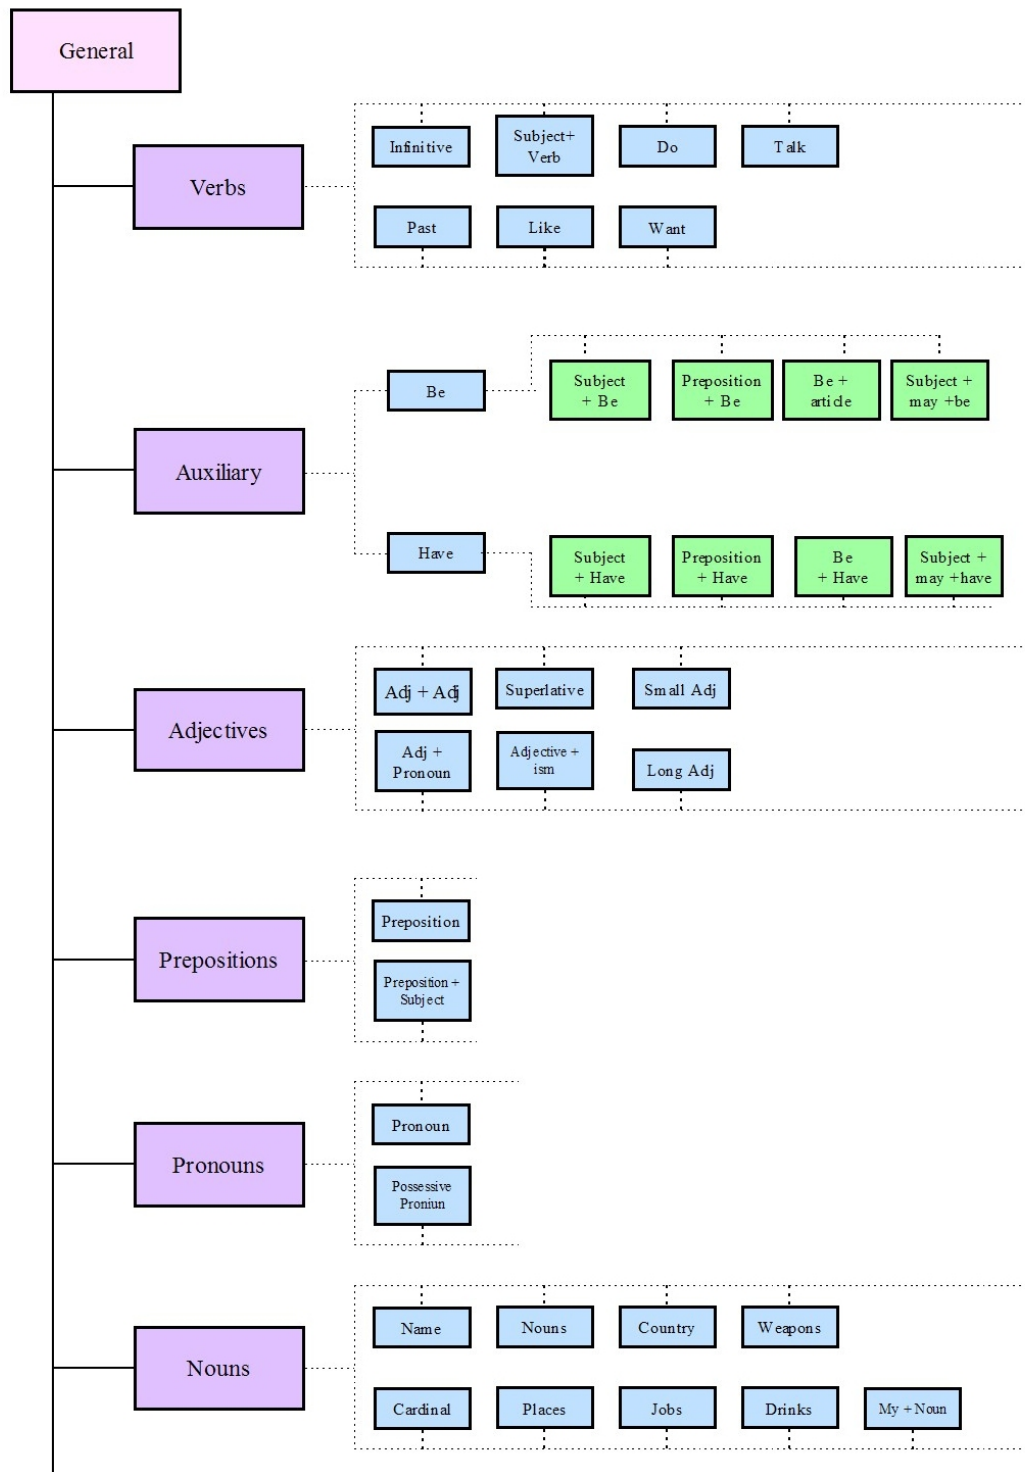 General
Verbs
Infinitive
Subject+
Verb
Do
Talk
Past
Like
Want
Auxiliary
Be
Subject
+ Be
Preposition
+ Be
Be +
article
Subject +
may +be
Have
Subject
+ Have
Preposition
+ Have
Be
+ Have
Subject +
may +have
Adjectives
Adj + Adj
Superlative
Small Adj
Adj +
Pronoun
Adjective +
ism
Long Adj
Prepositions
Preposition
Preposition +
Subject
Pronouns
Pronoun
Possessive
Proniun
Nouns
Name
Nouns
Country
Weapons
Cardinal
Places
Jobs
Drinks
My + Noun